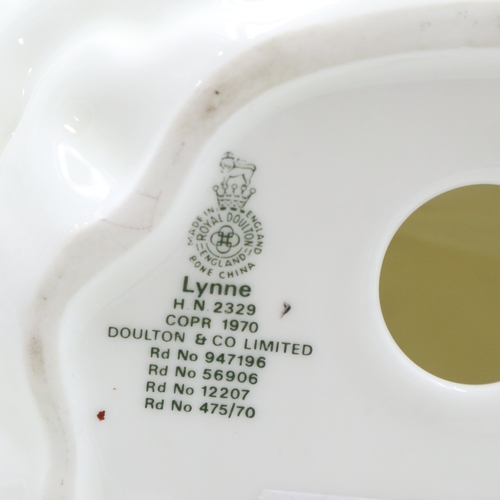 MADE IN ENGLAND
ROYAL DOULTON
ENGLAND
BONE CHINA
Lynne
H.N. 2329
COPR 1970
DOULTON & CO LIMITED
Rd No 947196
Rd No 56906
Rd No 12207
Rd No 475/70